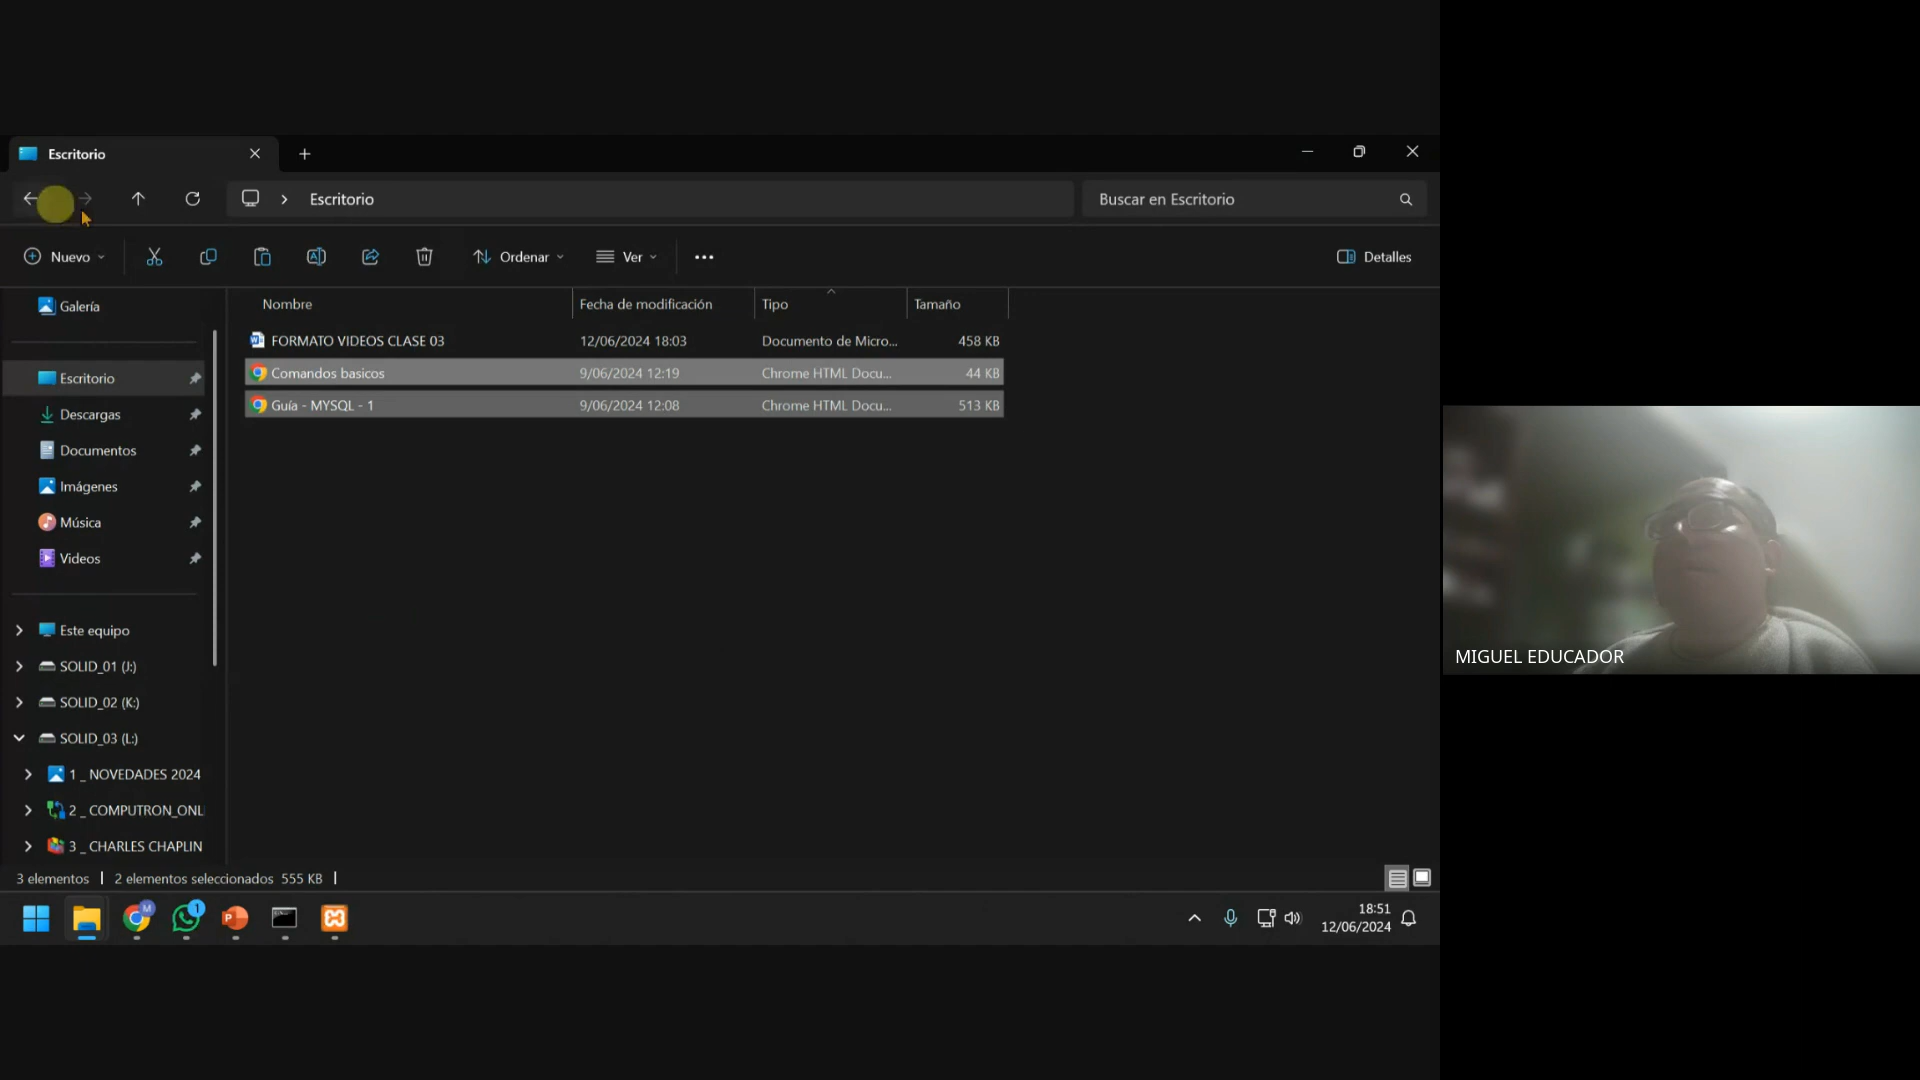 Escritorio
Escritorio
Buscar en Escritorio
Nuevo
Ordenar
Ver
Detalles
Nombre
Fecha de modificación
Tipo
Tamaño
Galería
FORMATO VIDEOS CLASE 03
12/06/2024 18:03
Documento de Micro...
458 KB
Comandos basicos
9/06/2024 12:19
Chrome HTML Docu...
44 KB
Guía - MYSQL - 1
9/06/2024 12:08
Chrome HTML Docu...
513 KB
Escritorio
Descargas
Documentos
Imágenes
Música
Videos
Este equipo
SOLID_01 (J:)
SOLID_02 (K:)
SOLID_03 (L:)
1 _ NOVEDADES 2024
2 _ COMPUTRON_ONL
3 _ CHARLES CHAPLIN
3 elementos
2 elementos seleccionados 555 KB
M
1
18:51
12/06/2024
MIGUEL EDUCADOR